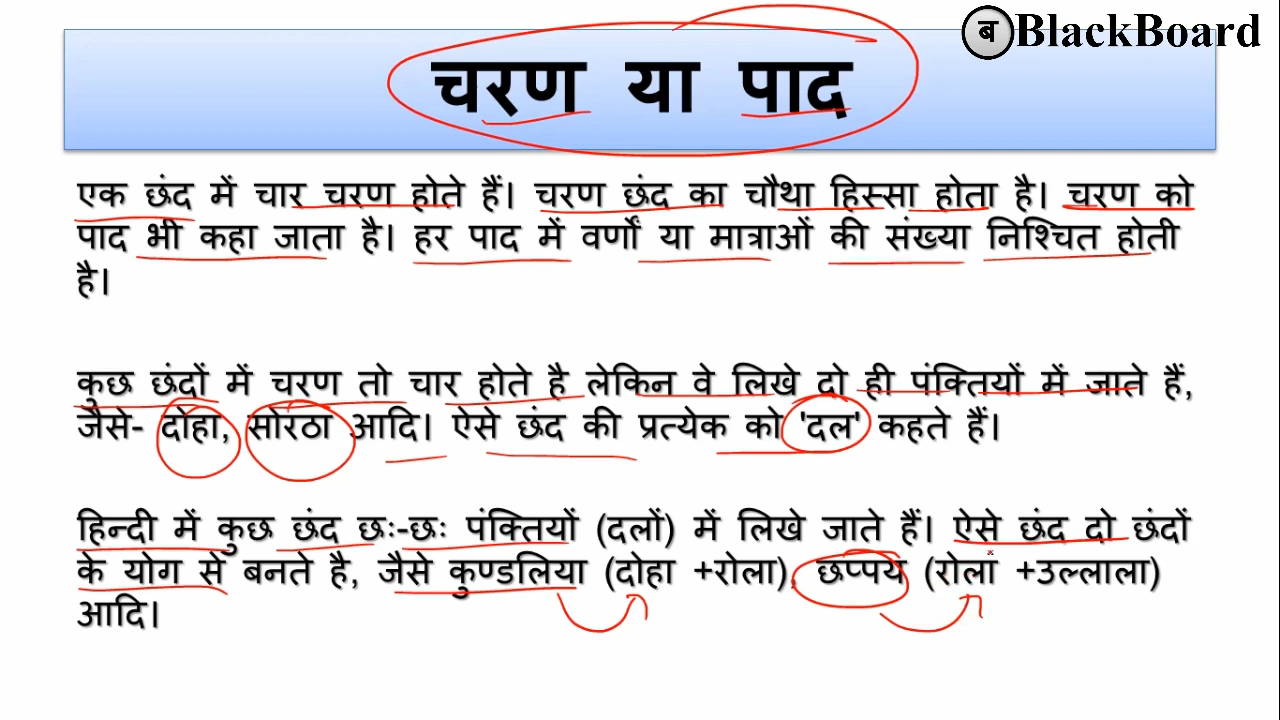 ब BlackBoard
चरण या पाद
एक छंद में चार चरण होते हैं। चरण छंद का चौथा हिस्सा होता है। चरण को
पाद भी कहा जाता है। हर पाद में वर्णों या मात्राओं की संख्या निश्चित होती
है।
कुछ छंदों में चरण तो चार होते है लेकिन वे लिखे दो ही पंक्तियों में जाते हैं,
जैसे- दोहा, सोरठा आदि। ऐसे छंद की प्रत्येक को 'दल' कहते हैं।
हिन्दी में कुछ छंद छः-छः पंक्तियों (दलों) में लिखे जाते हैं। ऐसे छंद दो छंदों
के योग से बनते है, जैसे कुण्डलिया (दोहा +रोला), छप्पय (रोला +उल्लाला)
आदि।